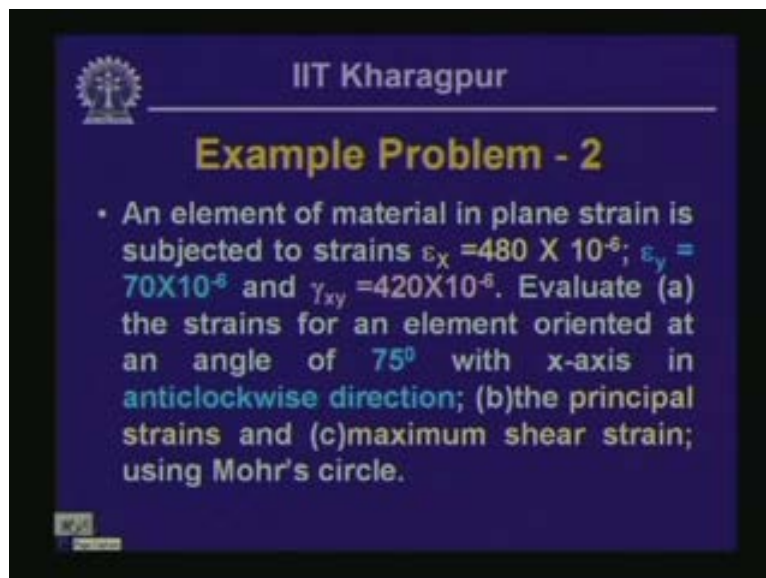 IIT Kharagpur
Example Problem - 2
• An element of material in plane strain is
subjected to strains εₓ =480 X 10⁻⁶; εᵧ =
70X10⁻⁶ and γₓᵧ =420X10⁻⁶. Evaluate (a)
the strains for an element oriented at
an angle of 75⁰ with x-axis in
anticlockwise direction; (b)the principal
strains and (c)maximum shear strain;
using Mohr's circle.